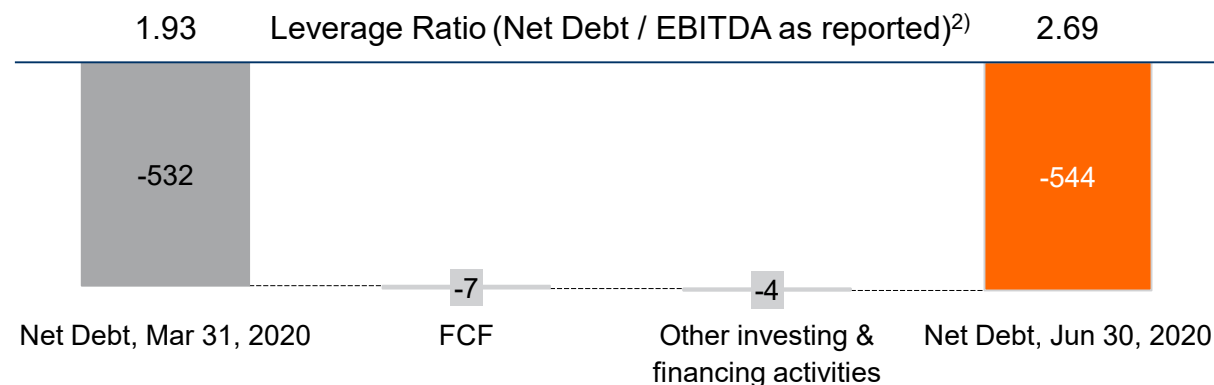 1.93 Leverage Ratio (Net Debt / EBITDA as reported)2) 2.69
-532
-544
-7
-4
Net Debt, Mar 31, 2020
FCF
Other investing &
financing activities
Net Debt, Jun 30, 2020